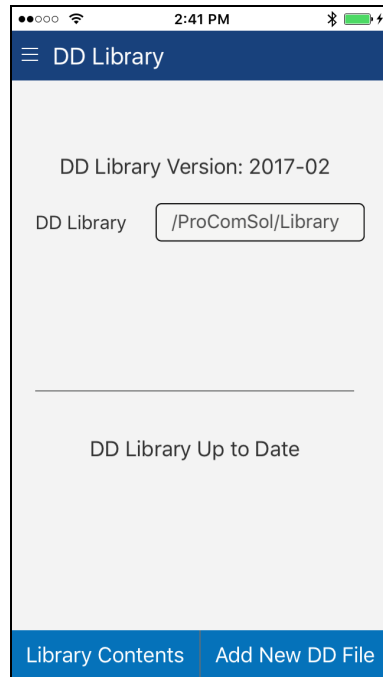 2:41 PM
DD Library
DD Library Version: 2017-02
DD Library /ProComSol/Library
DD Library Up to Date
Library Contents Add New DD File